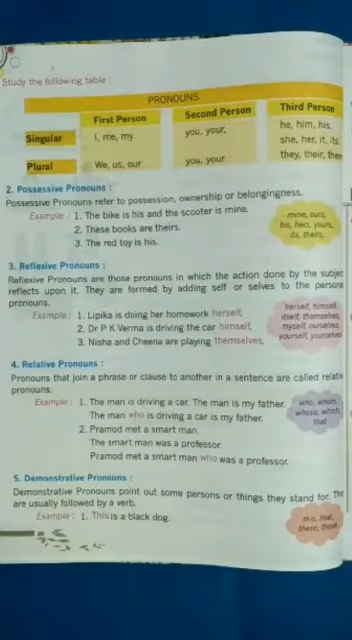 Study the following table :
PRONOUNS
First Person Second Person Third Person
Singular I, me, my you, your, he, him, his, she, her, it, its
Plural We, us, our you, your they, their, them
2. Possessive Pronouns :
Possessive Pronouns refer to possession, ownership or belongingness.
Example : 1. The bike is his and the scooter is mine.
2. These books are theirs.
3. The red toy is his.
mine, ours,
his, hers, yours,
its, theirs,
3. Reflexive Pronouns :
Reflexive Pronouns are those pronouns in which the action done by the subjec
reflects upon it. They are formed by adding self or selves to the persona
pronouns.
Example : 1. Lipika is doing her homework herself,
2. Dr P K Verma is driving the car himself,
3. Nisha and Cheena are playing themselves,
herself, himself,
itself, themselves,
myself, ourselves,
yourself, yourselves
4. Relative Pronouns :
Pronouns that join a phrase or clause to another in a sentence are called relativ
pronouns.
Example : 1. The man is driving a car. The man is my father.
The man who is driving a car is my father.
2. Pramod met a smart man.
The smart man was a professor.
Pramod met a smart man who was a professor.
who, whom,
whose, which,
that
5. Demonstrative Pronouns :
Demonstrative Pronouns point out some persons or things they stand for. The
are usually followed by a verb.
Example : 1. This is a black dog.
this, that,
these, those